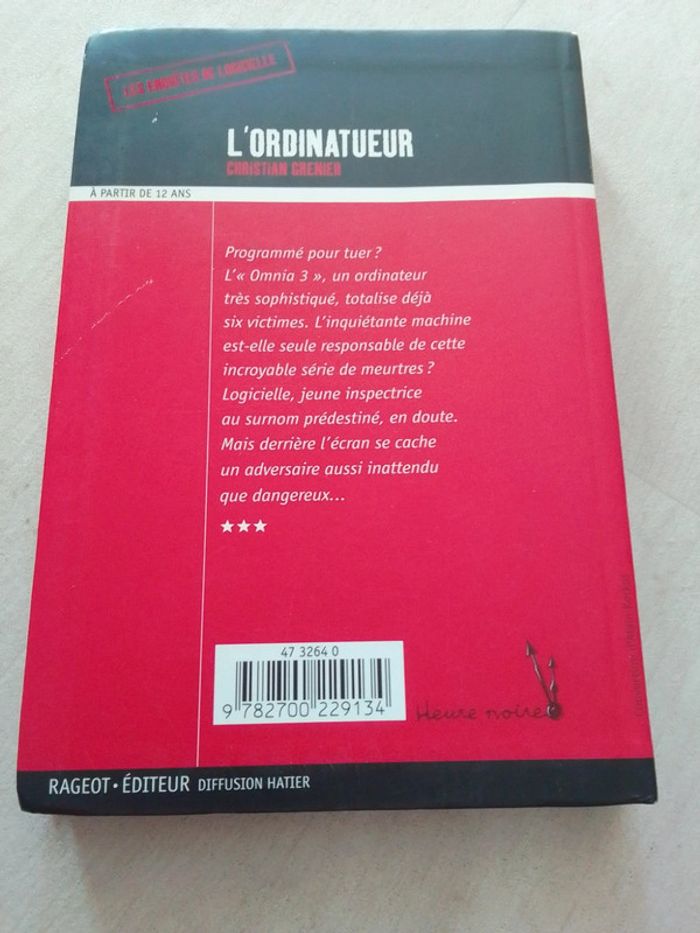 LES ENQUÊTES DE LOGICIELLE
L'ORDINATUEUR
CHRISTIAN GRENIER
À PARTIR DE 12 ANS
Programmé pour tuer ?
L'« Omnia 3 », un ordinateur
très sophistiqué, totalise déjà
six victimes. L'inquiétante machine
est-elle seule responsable de cette
incroyable série de meurtres ?
Logicielle, jeune inspectrice
au surnom prédestiné, en doute.
Mais derrière l'écran se cache
un adversaire aussi inattendu
que dangereux...
★★★
47 3264 0
9 782700 229134
Heure noire
RAGEOT • ÉDITEUR DIFFUSION HATIER